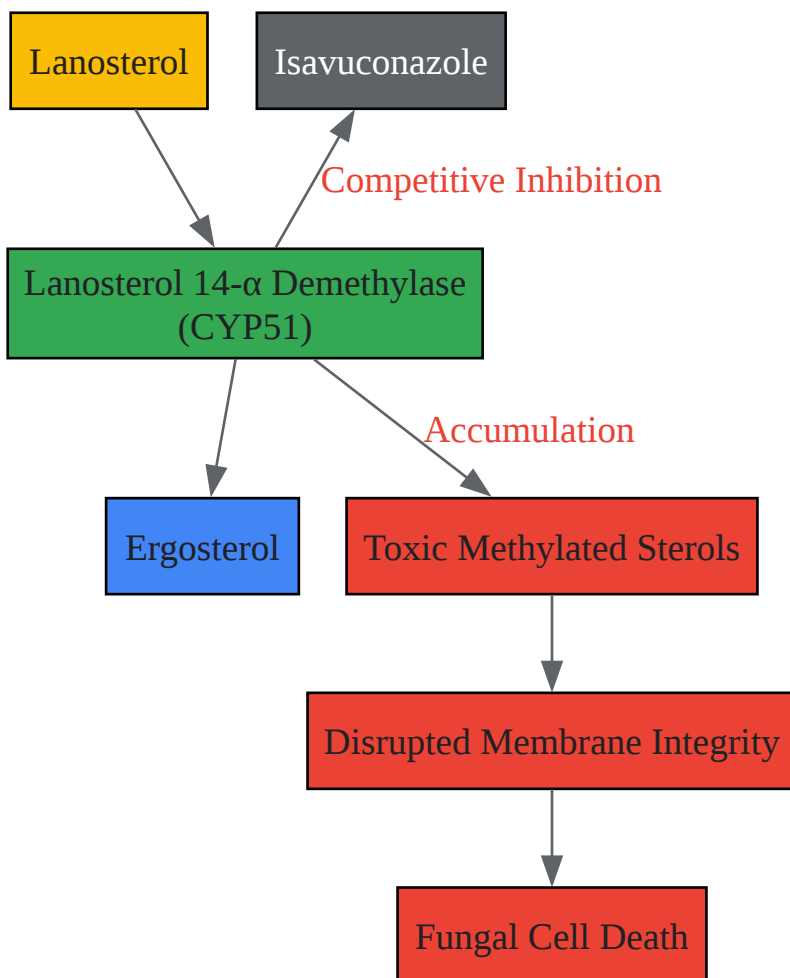 Lanosterol
Isavuconazole
Competitive Inhibition
Lanosterol 14-α Demethylase
(CYP51)
Accumulation
Ergosterol
Toxic Methylated Sterols
Disrupted Membrane Integrity
Fungal Cell Death